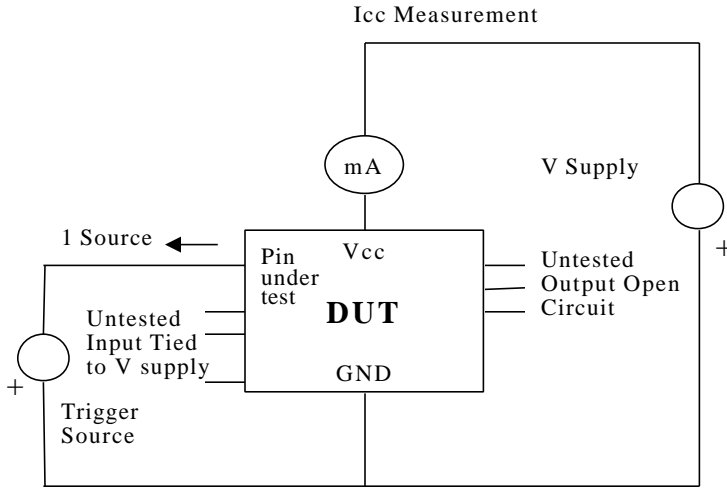 Icc Measurement
mA
V Supply
+
1 Source
Vcc
Pin
under
test
DUT
GND
Untested
Output Open
Circuit
Untested
Input Tied
to V supply
+
Trigger
Source